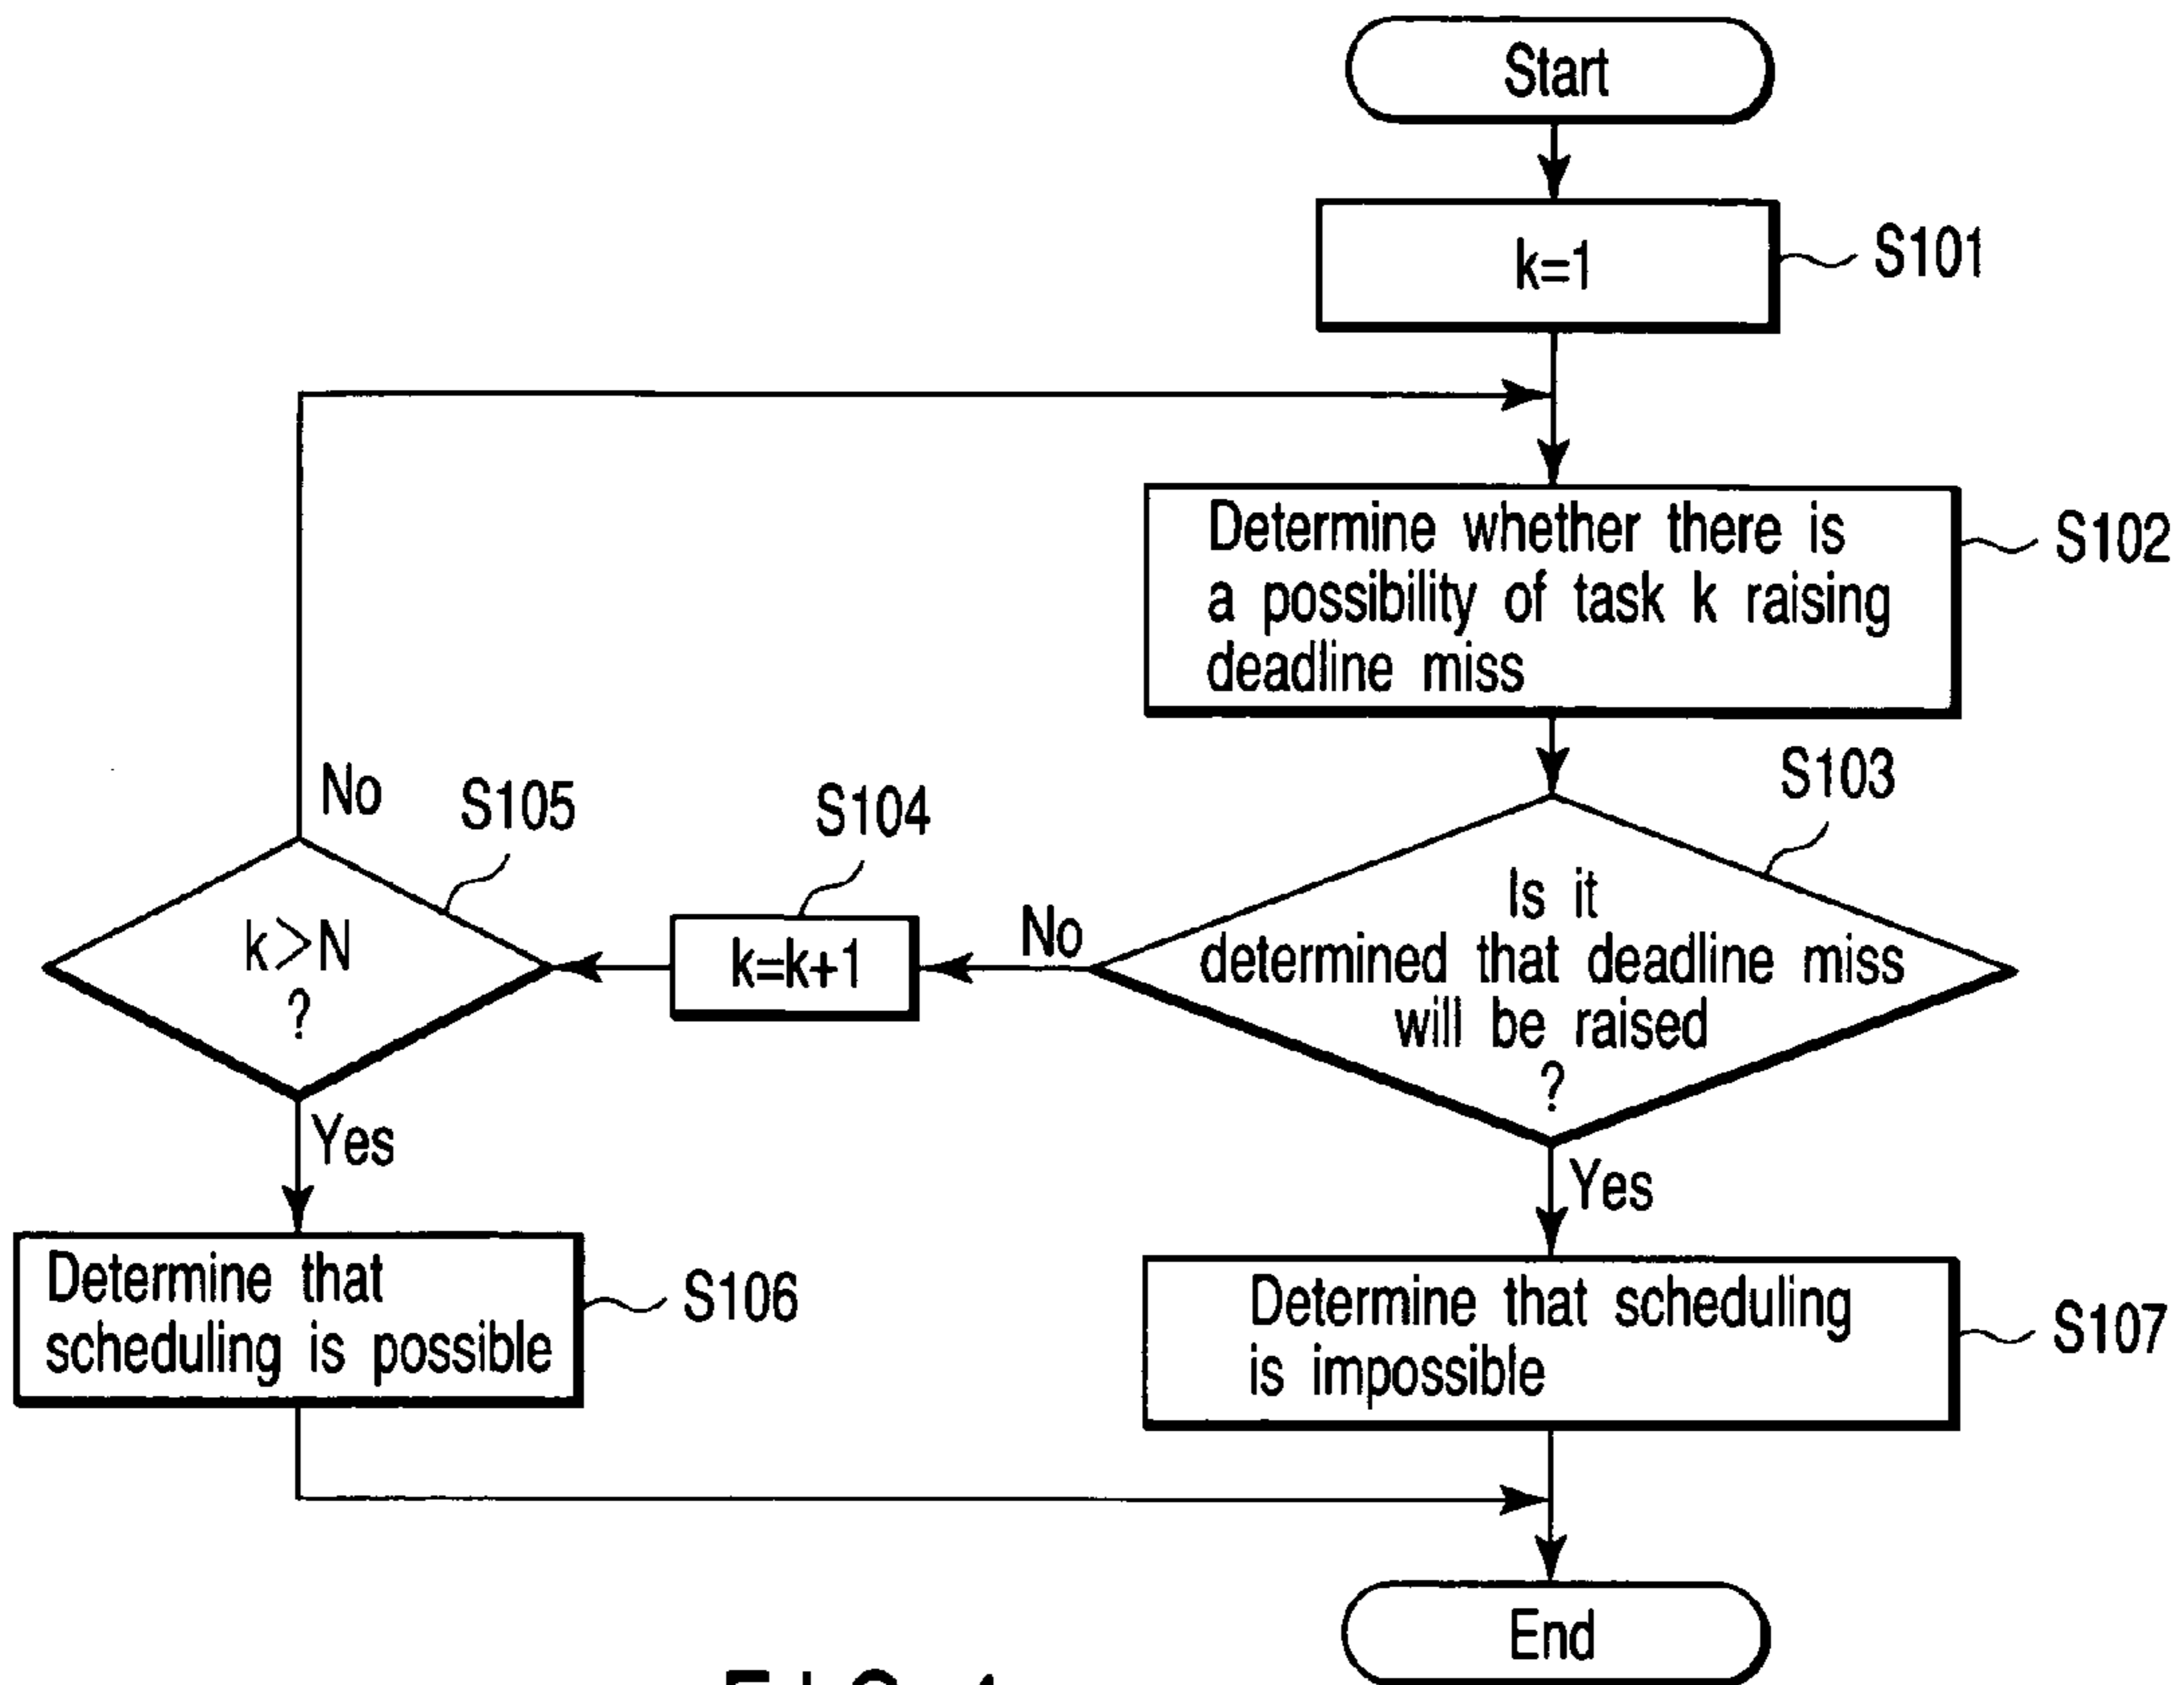 Start
k=1
S101
Determine whether there is
a possibility of task k raising
deadline miss
S102
S103
Is it
determined that deadline miss
will be raised
?
No
Yes
S104
k=k+1
S105
k>N
?
No
Yes
Determine that
scheduling is possible
S106
Determine that scheduling
is impossible
S107
End